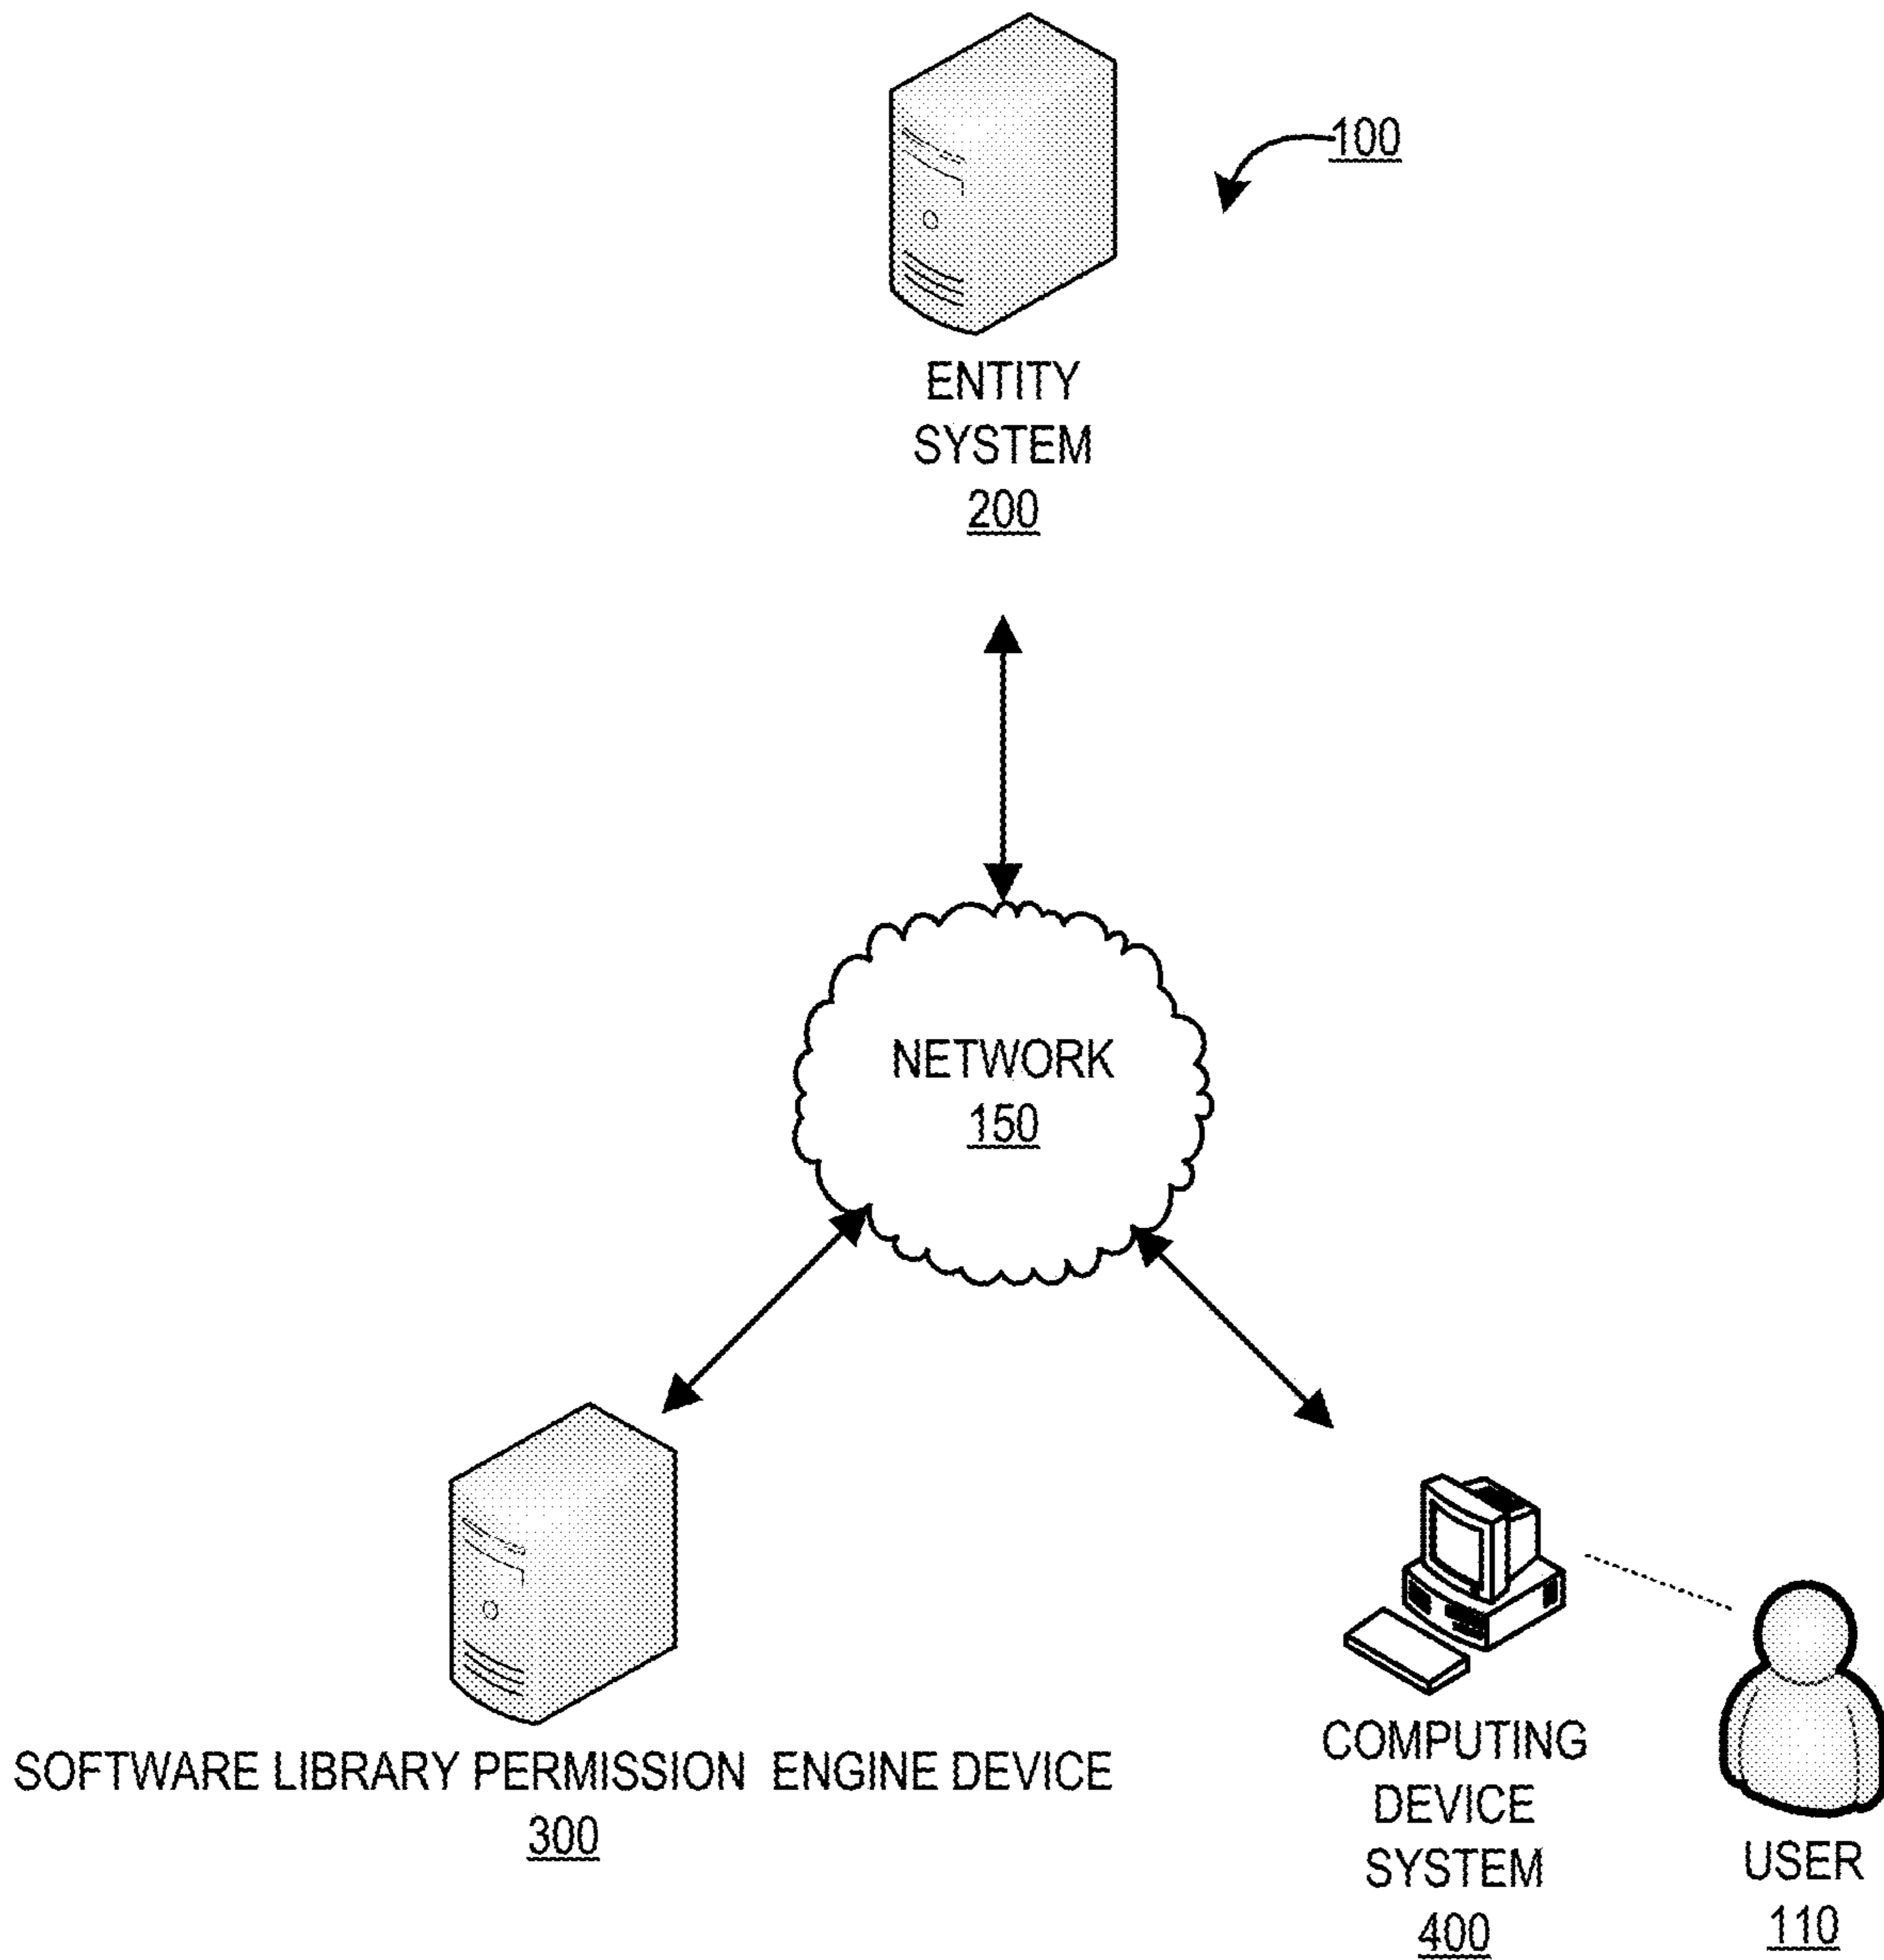 100
ENTITY
SYSTEM
200
NETWORK
150
SOFTWARE LIBRARY PERMISSION ENGINE DEVICE
300
COMPUTING
DEVICE
SYSTEM
400
USER
110